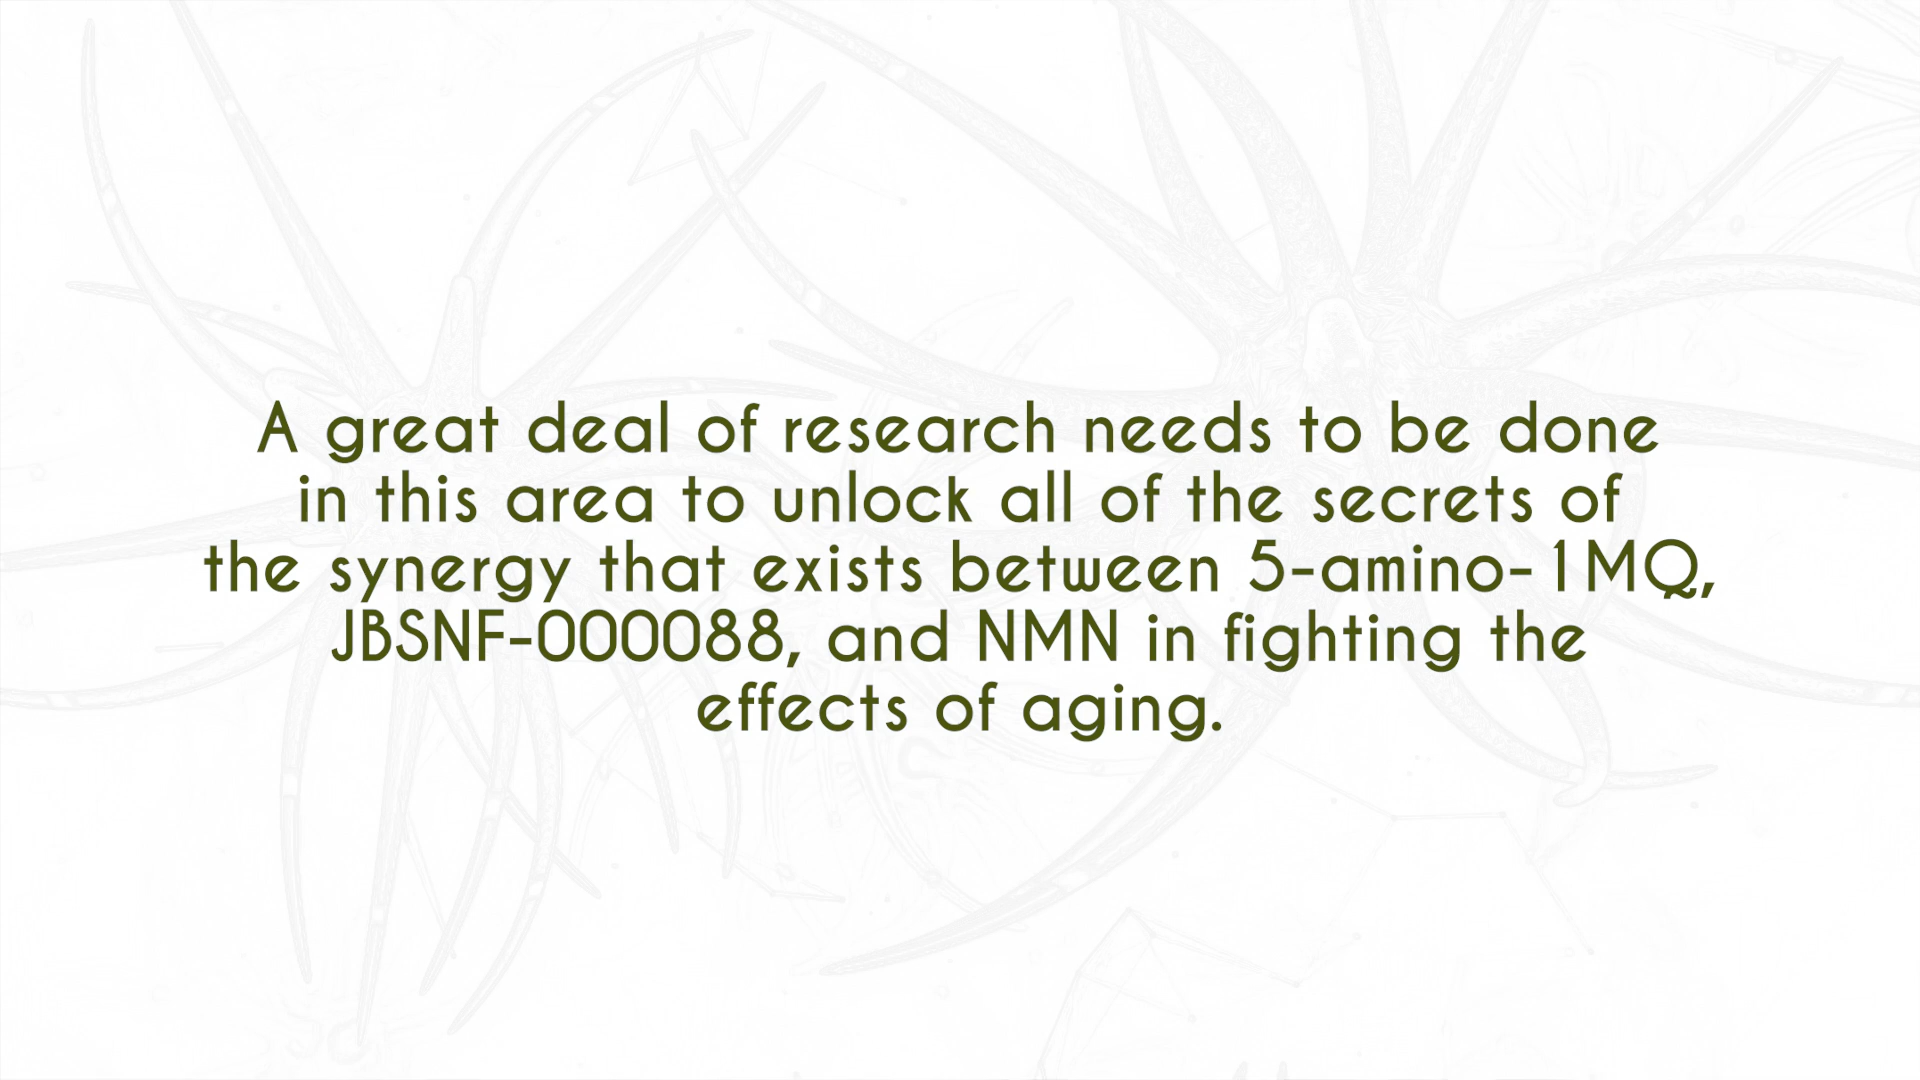 A great deal of research needs to be done
in this area to unlock all of the secrets of
the synergy that exists between 5-amino-1MQ,
JBSNF-000088, and NMN in fighting the
effects of aging.